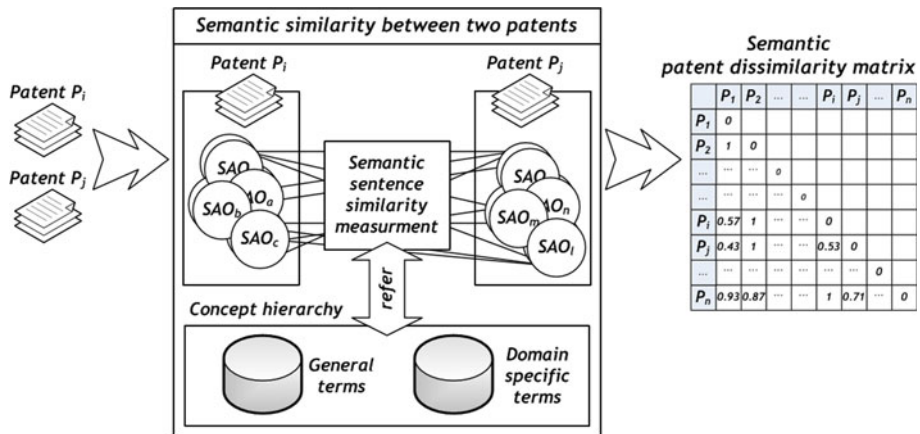 Semantic similarity between two patents
Patent Pi
Patent Pj
Patent Pi
Patent Pj
SAO
SAOa
SAOb
SAOc
Semantic
sentence
similarity
measurment
SAO
SAOn
SAOm
SAOl
refer
Concept hierarchy
General
terms
Domain
specific
terms
Semantic
patent dissimilarity matrix
P1 P2 ... ... Pi Pj ... Pn
P1 0
P2 1 0
... ... ... 0
... ... ... ... 0
Pi 0.57 1 ... ... 0
Pj 0.43 1 ... ... 0.53 0
... ... ... ... ... ... ... 0
Pn 0.93 0.87 ... ... 1 0.71 ... 0